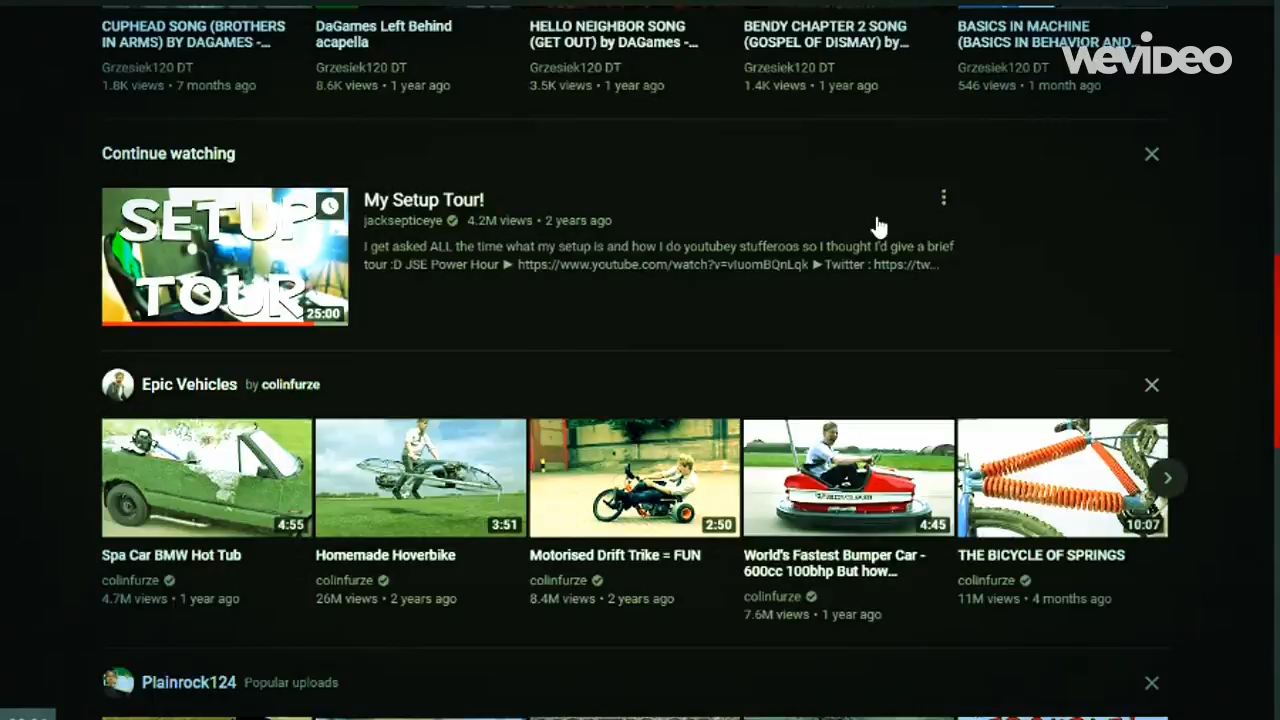 CUPHEAD SONG (BROTHERS
IN ARMS) BY DAGAMES -...
Grzesiek120 DT
1.8K views • 7 months ago
DaGames Left Behind
acapella
Grzesiek120 DT
8.6K views • 1 year ago
HELLO NEIGHBOR SONG
(GET OUT) by DAGames -...
Grzesiek120 DT
3.5K views • 1 year ago
BENDY CHAPTER 2 SONG
(GOSPEL OF DISMAY) by...
Grzesiek120 DT
1.4K views • 1 year ago
BASICS IN MACHINE
(BASICS IN BEHAVIOR AND...
Grzesiek120 DT
546 views • 1 month ago
WEVIDEO
Continue watching
SETUP
TOUR
25:00
My Setup Tour!
jacksepticeye 4.2M views • 2 years ago
I get asked ALL the time what my setup is and how I do youtubey stufferoos so I thought I'd give a brief
tour :D JSE Power Hour ► https://www.youtube.com/watch?v=vIuomBQnLqk ► Twitter : https://tw...
Epic Vehicles by colinfurze
4:55
Spa Car BMW Hot Tub
colinfurze
4.7M views • 1 year ago
3:51
Homemade Hoverbike
colinfurze
26M views • 2 years ago
2:50
Motorised Drift Trike = FUN
colinfurze
8.4M views • 2 years ago
4:45
World's Fastest Bumper Car -
600cc 100bhp But how...
colinfurze
7.6M views • 1 year ago
10:07
THE BICYCLE OF SPRINGS
colinfurze
11M views • 4 months ago
Plainrock124 Popular uploads